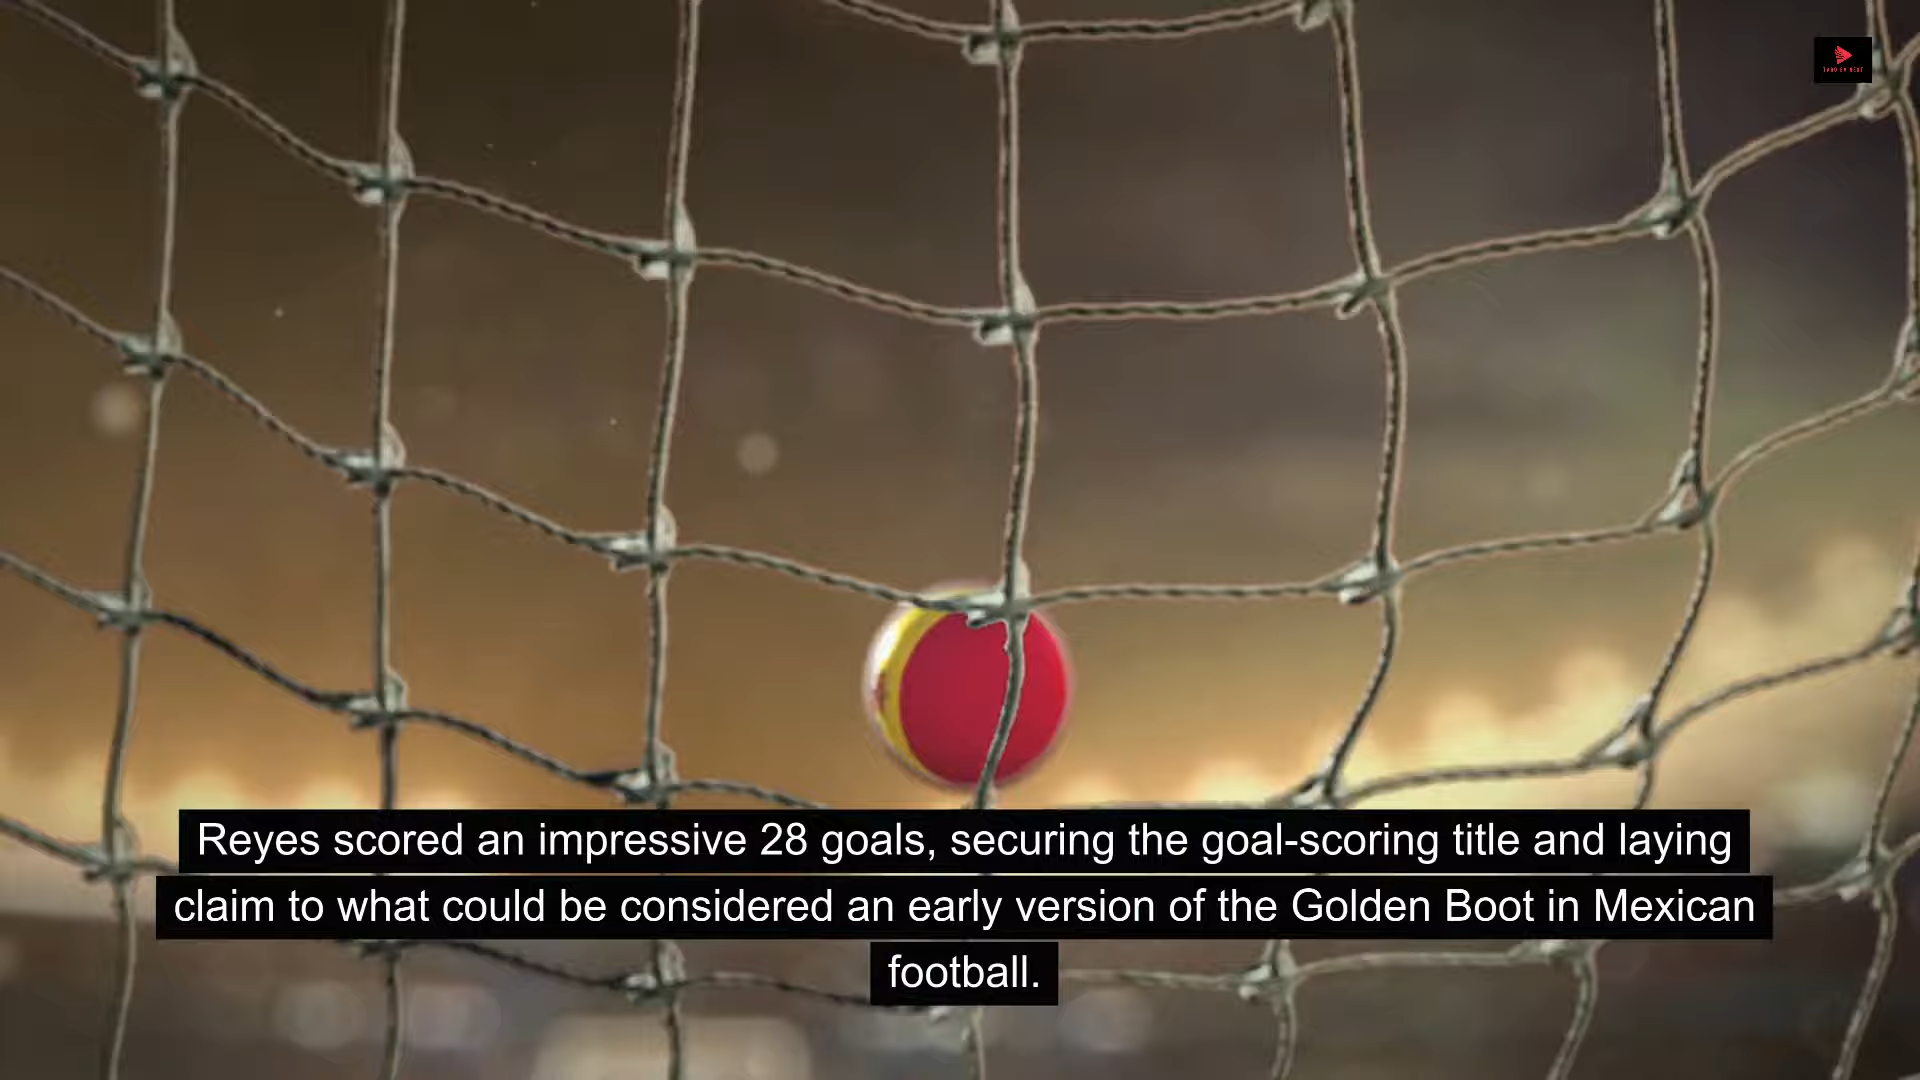 Reyes scored an impressive 28 goals, securing the goal-scoring title and laying
claim to what could be considered an early version of the Golden Boot in Mexican
football.